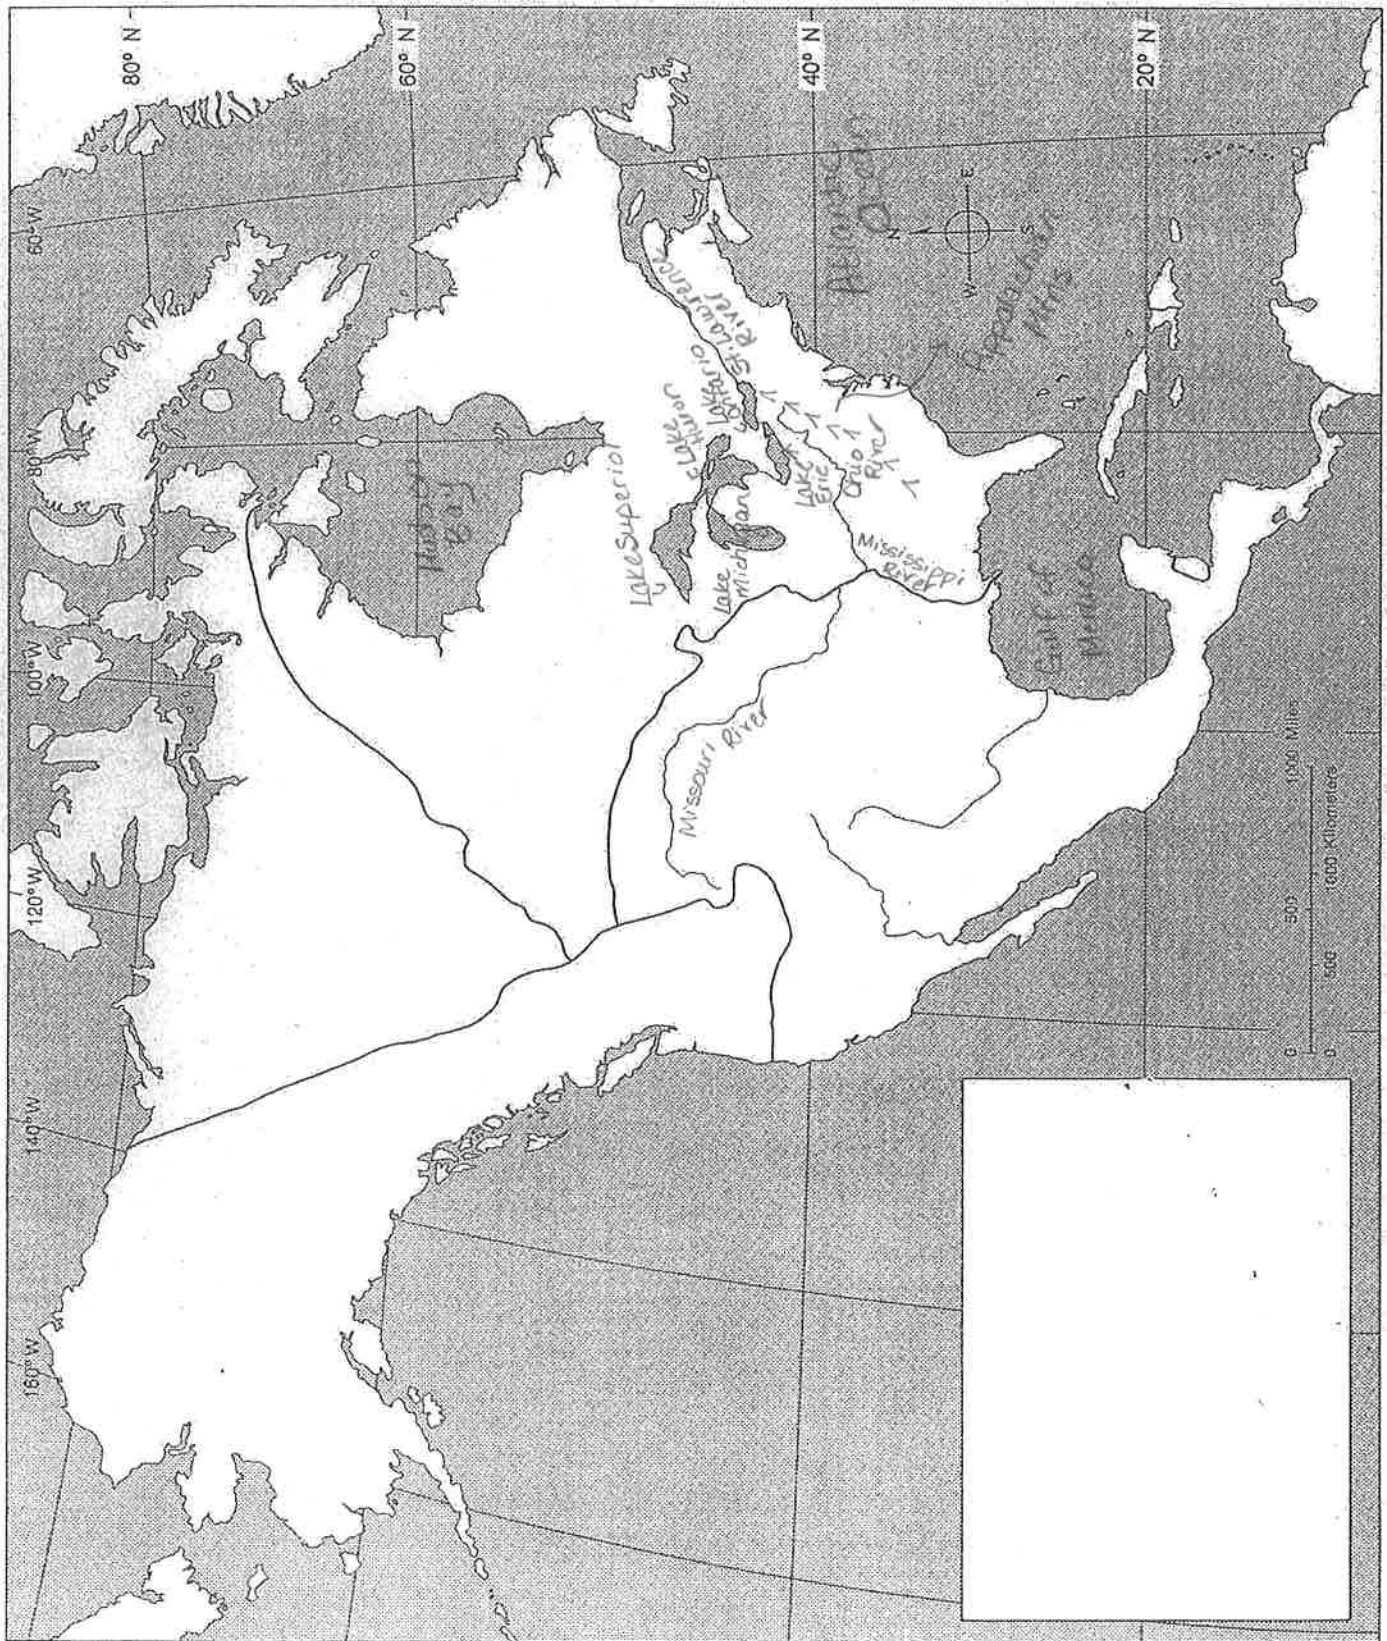 80° N
60° N
40° N
20° N
60° W
80° W
100° W
120° W
140° W
160° W
Hudson
Bay
Lake Superior
Lake
Huron
Lake
Ontario
St. Lawrence
River
Lake
Michigan
Lake
Erie
Ohio
River
Mississippi
River
Missouri
River
Gulf of
Mexico
Atlantic
Ocean
Appalachian
Mtns
N
W
E
S
0
500
1000 Miles
0
500
1000 Kilometers